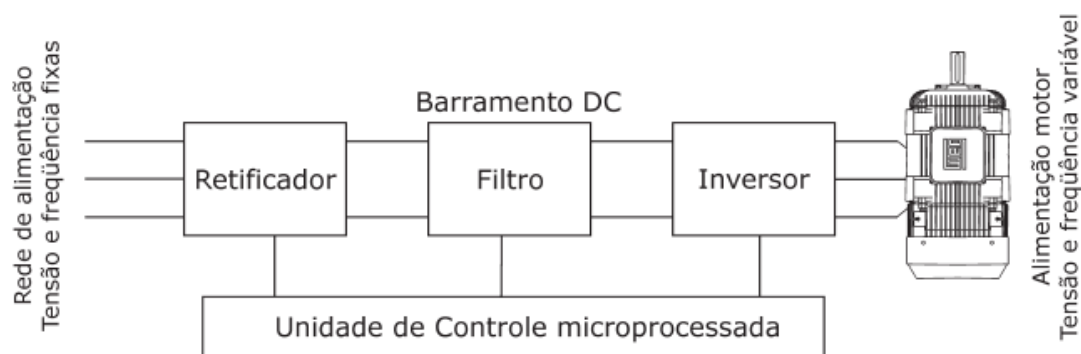 Rede de alimentação
Tensão e freqüência fixas
Barramento DC
Retificador
Filtro
Inversor
Alimentação motor
Tensão e freqüência variável
Unidade de Controle microprocessada